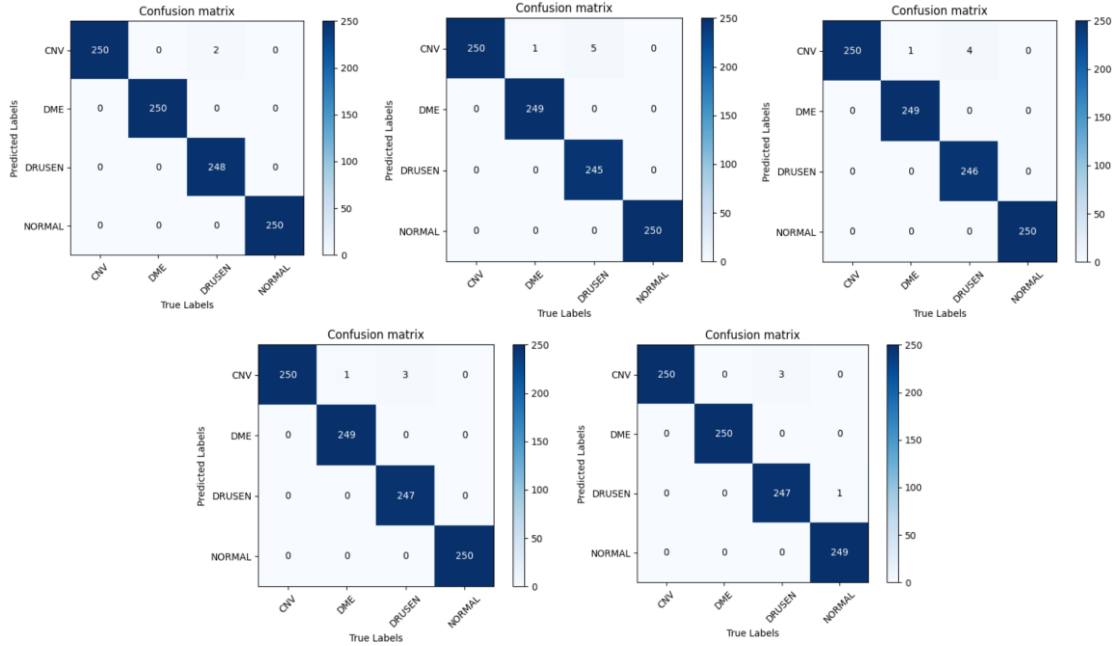 Confusion matrix
CNV 250 0 2 0
DME 0 250 0 0
DRUSEN 0 0 248 0
NORMAL 0 0 0 250
CNV DME DRUSEN NORMAL
Predicted Labels
True Labels
250
200
150
100
50
0
Confusion matrix
CNV 250 1 5 0
DME 0 249 0 0
DRUSEN 0 0 245 0
NORMAL 0 0 0 250
CNV DME DRUSEN NORMAL
Predicted Labels
True Labels
250
200
150
100
50
0
Confusion matrix
CNV 250 1 4 0
DME 0 249 0 0
DRUSEN 0 0 246 0
NORMAL 0 0 0 250
CNV DME DRUSEN NORMAL
Predicted Labels
True Labels
250
200
150
100
50
0
Confusion matrix
CNV 250 1 3 0
DME 0 249 0 0
DRUSEN 0 0 247 0
NORMAL 0 0 0 250
CNV DME DRUSEN NORMAL
Predicted Labels
True Labels
250
200
150
100
50
0
Confusion matrix
CNV 250 0 3 0
DME 0 250 0 0
DRUSEN 0 0 247 1
NORMAL 0 0 0 249
CNV DME DRUSEN NORMAL
Predicted Labels
True Labels
250
200
150
100
50
0